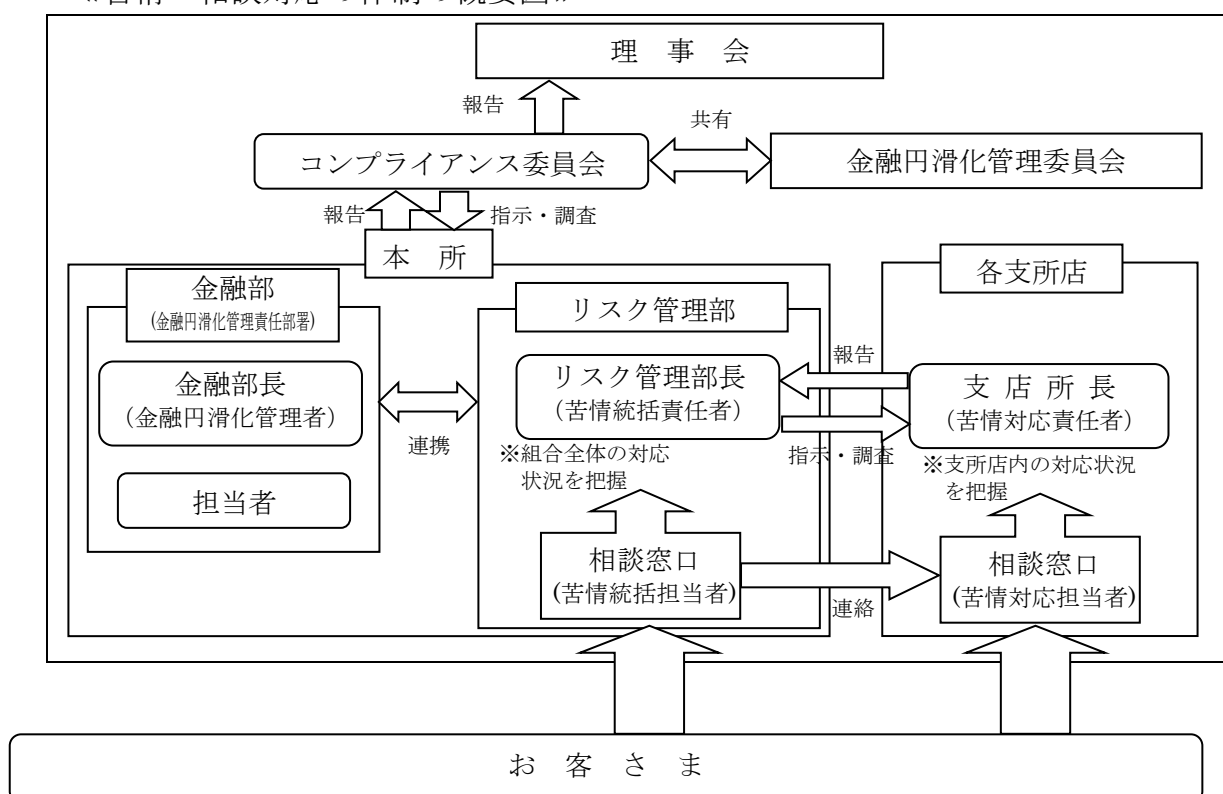 理 事 会
報告
共有
コンプライアンス委員会
金融円滑化管理委員会
報告
指示・調査
本 所
各支所店
金融部
(金融円滑化管理責任部署)
リスク管理部
金融部長
(金融円滑化管理者)
連携
リスク管理部長
(苦情統括責任者)
報告
指示・調査
支 店 所 長
(苦情対応責任者)
※組合全体の対応
状況を把握
※支所店内の対応状況
を把握
担当者
相談窓口
(苦情統括担当者)
連絡
相談窓口
(苦情対応担当者)
お 客 さ ま